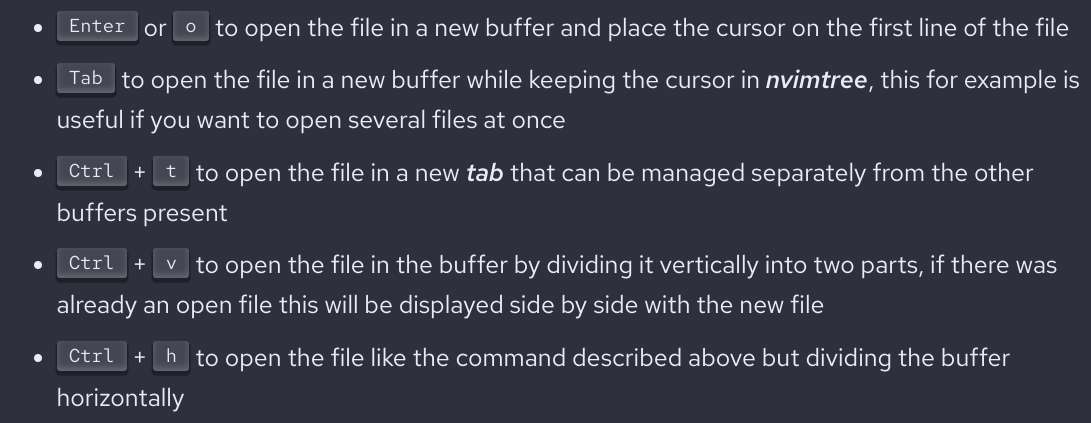 • Enter or o to open the file in a new buffer and place the cursor on the first line of the file
• Tab to open the file in a new buffer while keeping the cursor in nvimtree, this for example is
useful if you want to open several files at once
• Ctrl + t to open the file in a new tab that can be managed separately from the other
buffers present
• Ctrl + v to open the file in the buffer by dividing it vertically into two parts, if there was
already an open file this will be displayed side by side with the new file
• Ctrl + h to open the file like the command described above but dividing the buffer
horizontally